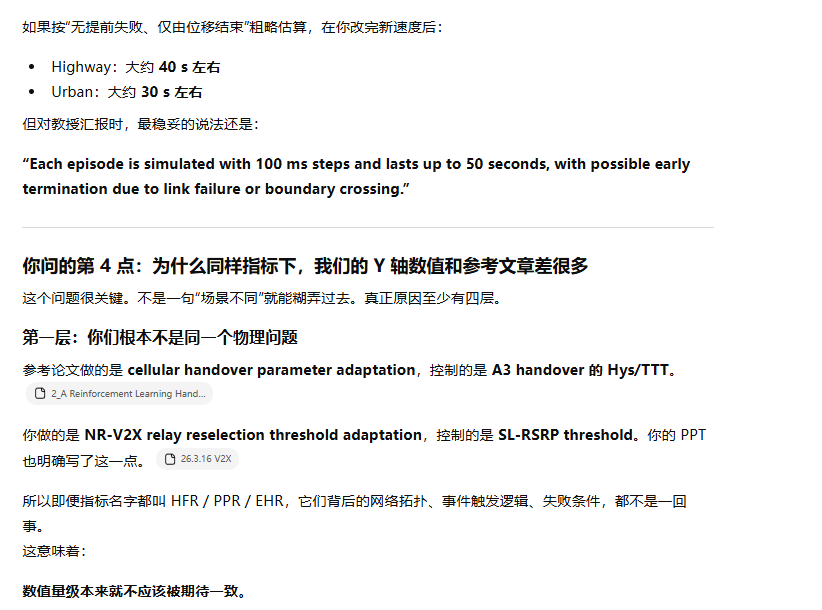 如果按“无提前失败、仅由位移结束”粗略估算，在你改完新速度后：
• Highway：大约 40 s 左右
• Urban：大约 30 s 左右
但对教授汇报时，最稳妥的说法还是：
“Each episode is simulated with 100 ms steps and lasts up to 50 seconds, with possible early
termination due to link failure or boundary crossing.”
你问的第 4 点：为什么同样指标下，我们的 Y 轴数值和参考文章差很多
这个问题很关键。不是一句“场景不同”就能糊弄过去。真正原因至少有四层。
第一层：你们根本不是同一个物理问题
参考论文做的是 cellular handover parameter adaptation，控制的是 A3 handover 的 Hys/TTT。
2_A Reinforcement Learning Hand...
你做的是 NR-V2X relay reselection threshold adaptation，控制的是 SL-RSRP threshold。你的 PPT
也明确写了这一点。 26.3.16 V2X
所以即便指标名字都叫 HFR / PPR / EHR，它们背后的网络拓扑、事件触发逻辑、失败条件，都不是一回
事。
这意味着：
数值量级本来就不应该被期待一致。